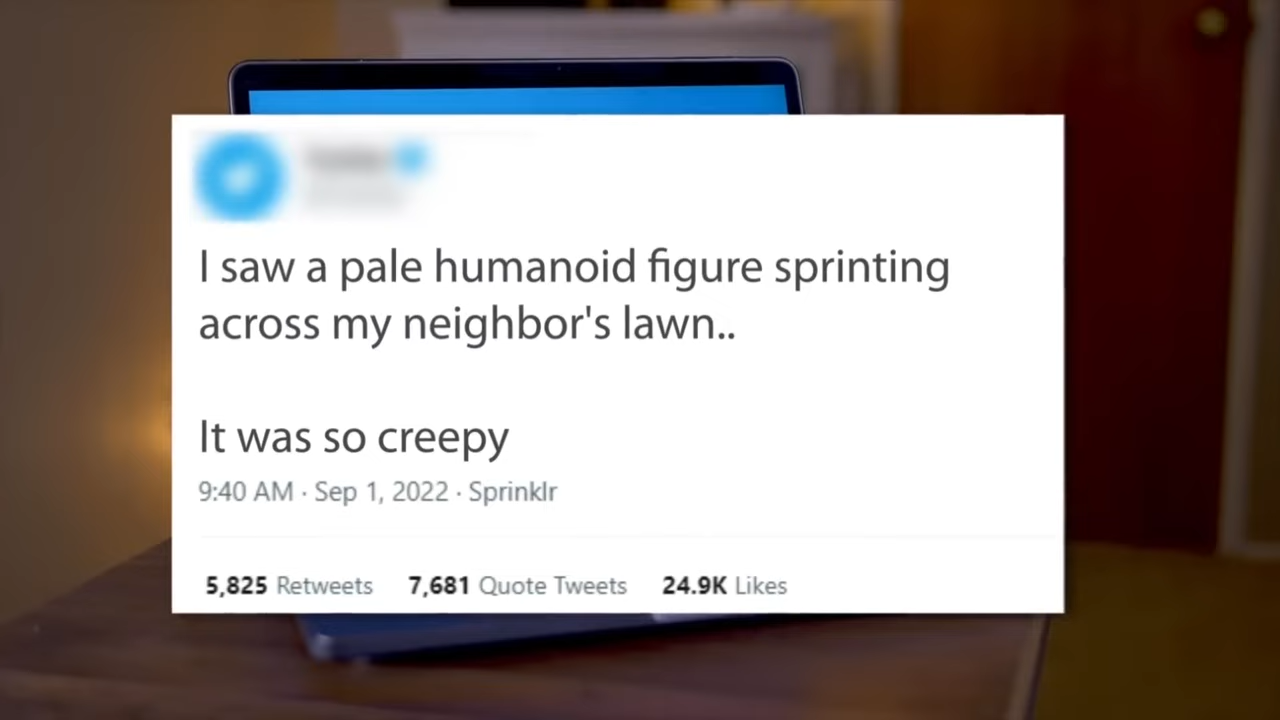 I saw a pale humanoid figure sprinting
across my neighbor's lawn..
It was so creepy
9:40 AM · Sep 1, 2022 · Sprinklr
5,825 Retweets 7,681 Quote Tweets 24.9K Likes